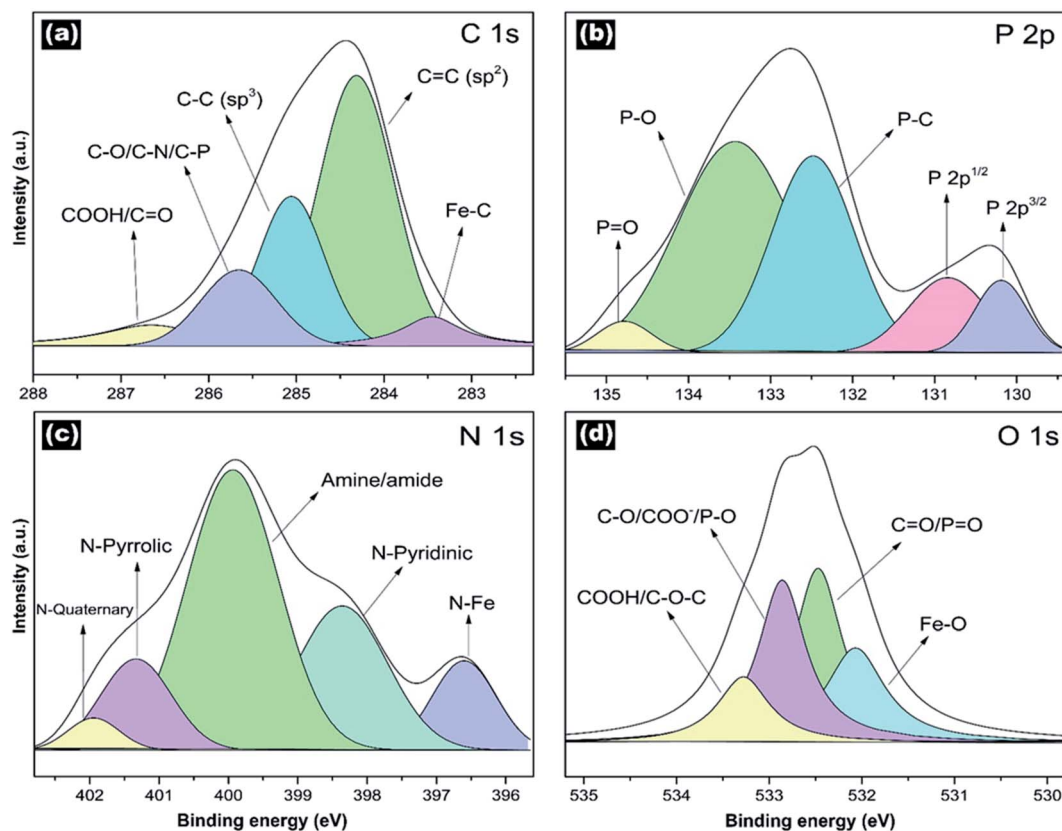 (a)
C 1s
C=C (sp²)
C-C (sp³)
C-O/C-N/C-P
COOH/C=O
Fe-C
Intensity (a.u.)
288 287 286 285 284 283
(b)
P 2p
P-O
P-C
P 2p¹/²
P 2p³/²
P=O
135 134 133 132 131 130
(c)
N 1s
Amine/amide
N-Pyrrolic
N-Pyridinic
N-Quaternary
N-Fe
Intensity (a.u.)
402 401 400 399 398 397 396
Binding energy (eV)
(d)
O 1s
C-O/COO⁻/P-O
C=O/P=O
COOH/C-O-C
Fe-O
535 534 533 532 531 530
Binding energy (eV)